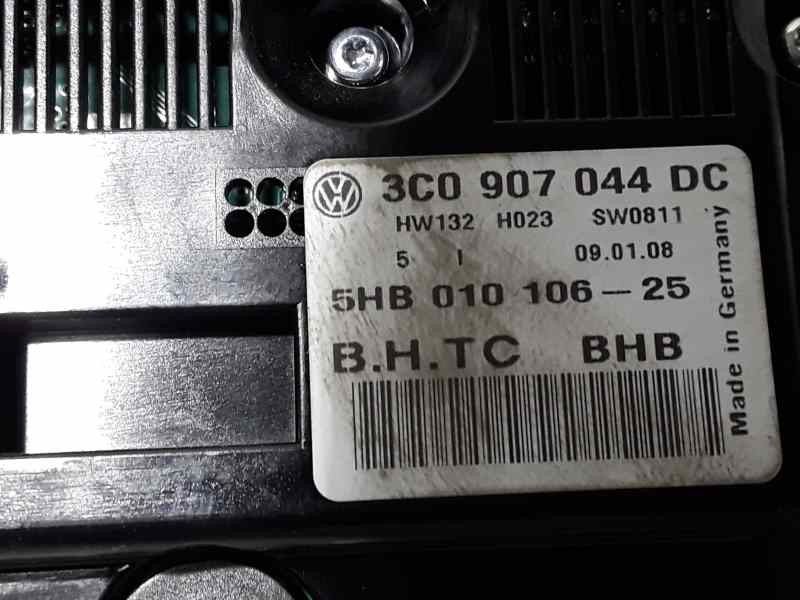 3C0 907 044 DC
HW132 H023 SW0811
5 I 09.01.08
5HB 010 106-25
B.H.TC BHB
Made in Germany